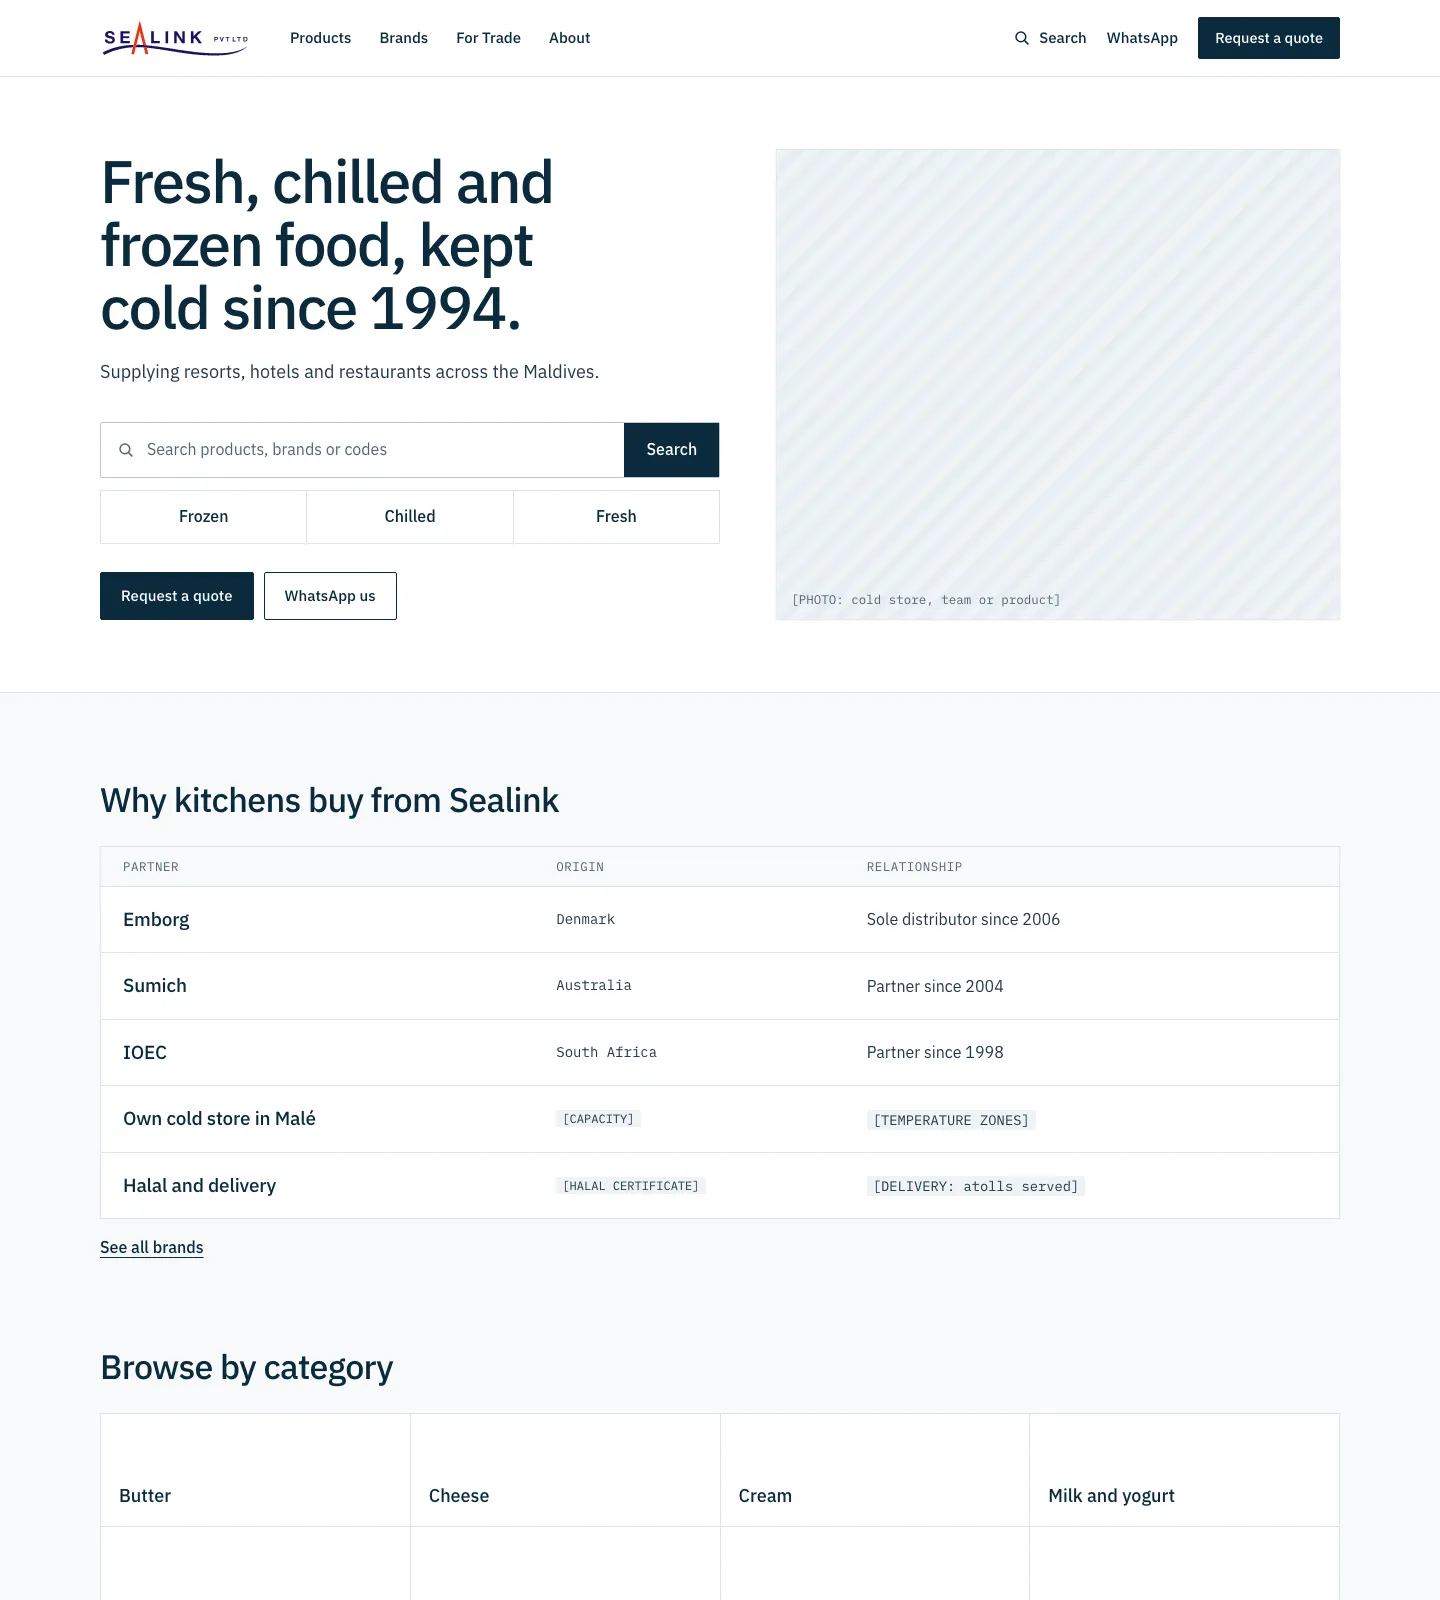 SEALINK PVT LTD
Products Brands For Trade About
Search WhatsApp Request a quote
Fresh, chilled and
frozen food, kept
cold since 1994.
Supplying resorts, hotels and restaurants across the Maldives.
Search products, brands or codes Search
Frozen Chilled Fresh
Request a quote WhatsApp us
[PHOTO: cold store, team or product]
Why kitchens buy from Sealink
PARTNER ORIGIN RELATIONSHIP
Emborg Denmark Sole distributor since 2006
Sumich Australia Partner since 2004
IOEC South Africa Partner since 1998
Own cold store in Malé [CAPACITY] [TEMPERATURE ZONES]
Halal and delivery [HALAL CERTIFICATE] [DELIVERY: atolls served]
See all brands
Browse by category
Butter Cheese Cream Milk and yogurt